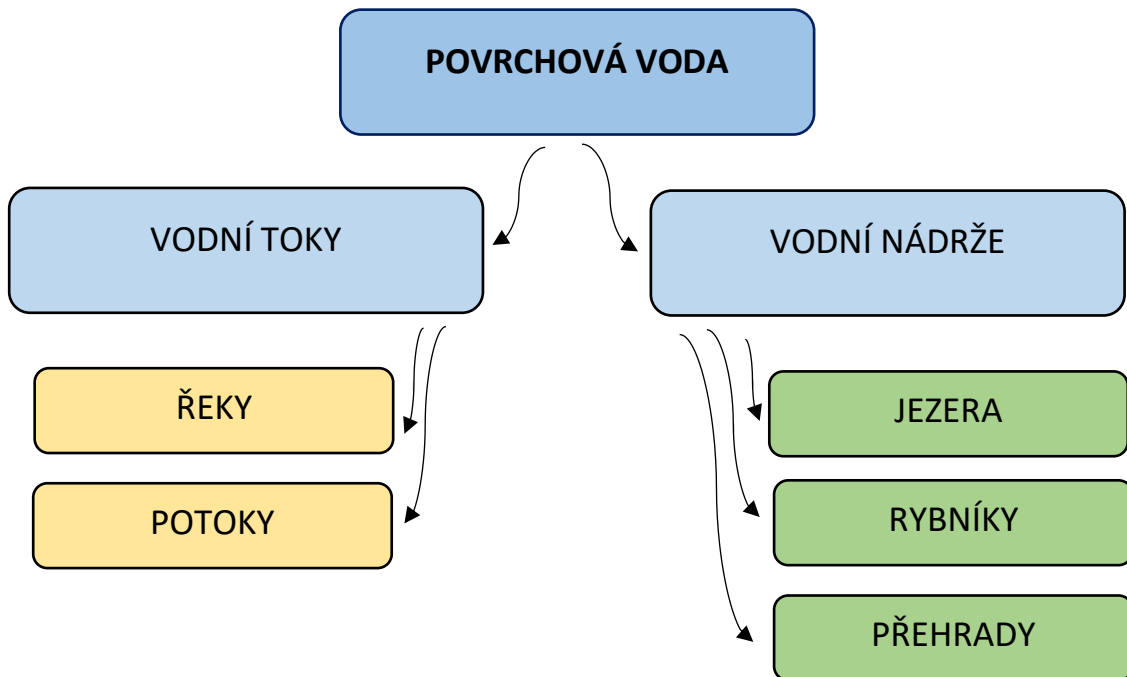 POVRCHOVÁ VODA
VODNÍ TOKY
VODNÍ NÁDRŽE
ŘEKY
JEZERA
POTOKY
RYBNÍKY
PŘEHRADY